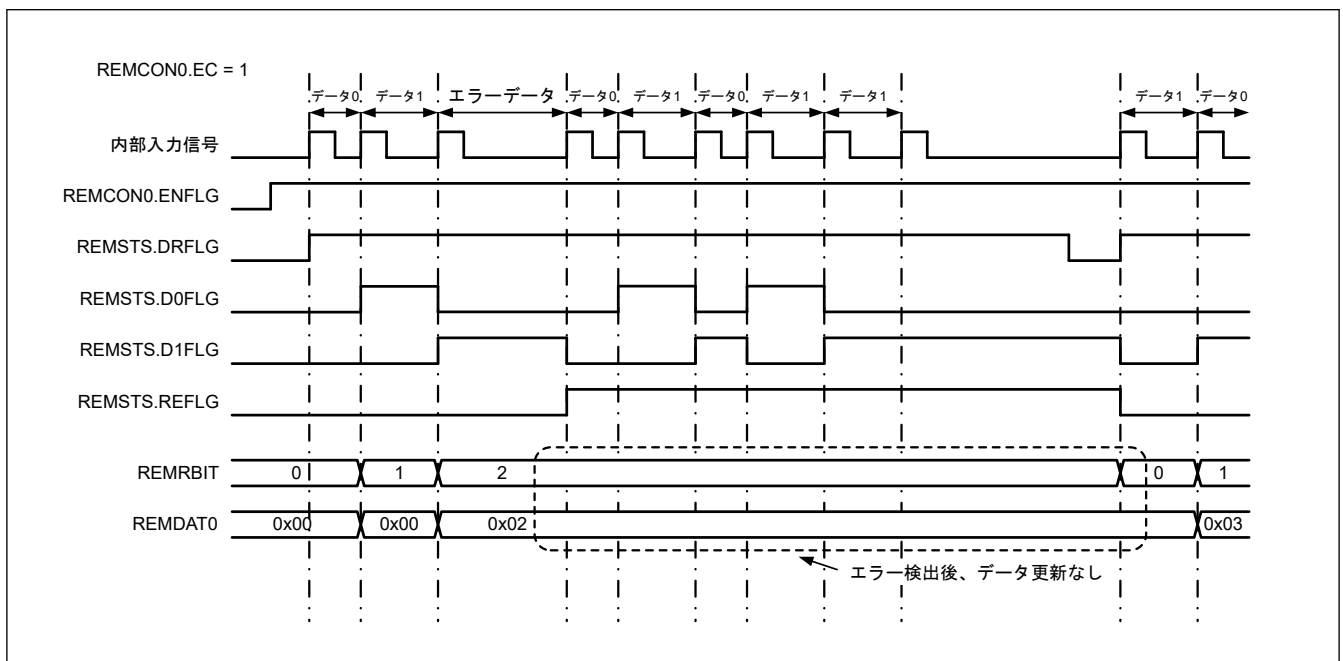 REMCON0.EC = 1
データ0 データ1 エラーデータ データ0 データ1 データ0 データ1 データ1 データ1 データ0
内部入力信号
REMCON0.ENFLG
REMSTS.DRFLG
REMSTS.D0FLG
REMSTS.D1FLG
REMSTS.REFLG
REMRBIT 0 1 2 0 1
REMDAT0 0x00 0x00 0x02 0x03
エラー検出後、データ更新なし